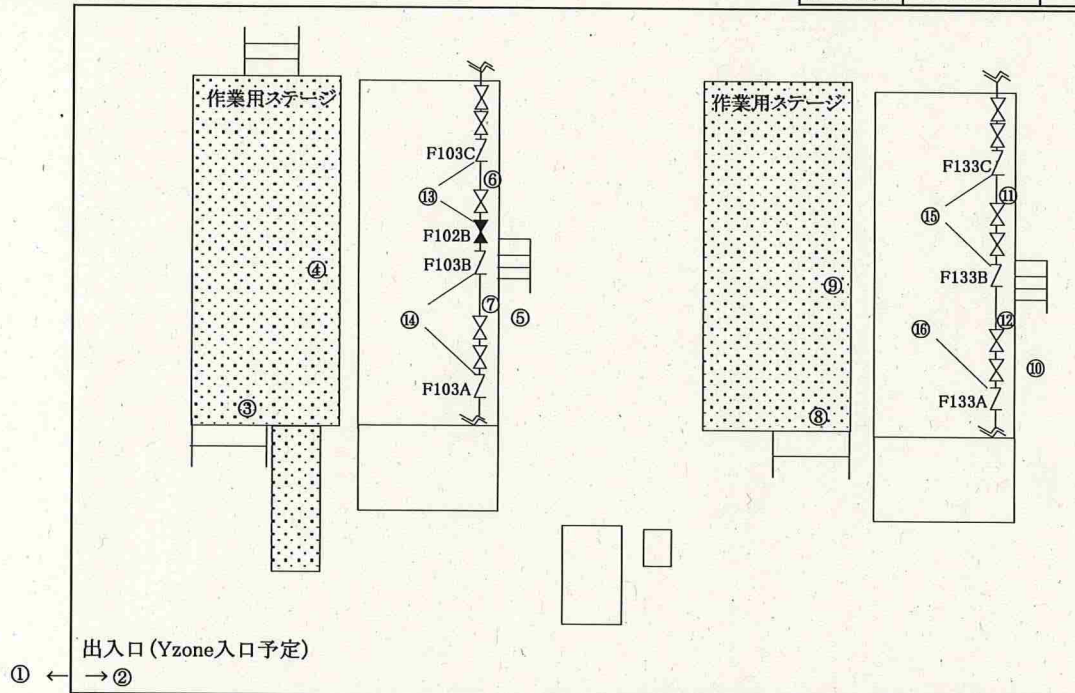 作業用ステージ
作業用ステージ
F103C
⑥
⑬
F102B
④
F103B
⑦
⑭
⑤
F103A
③
F133C
⑪
⑮
⑨
F133B
⑫
⑯
⑩
F133A
⑧
出入口(Yzone入口予定)
① ← → ②